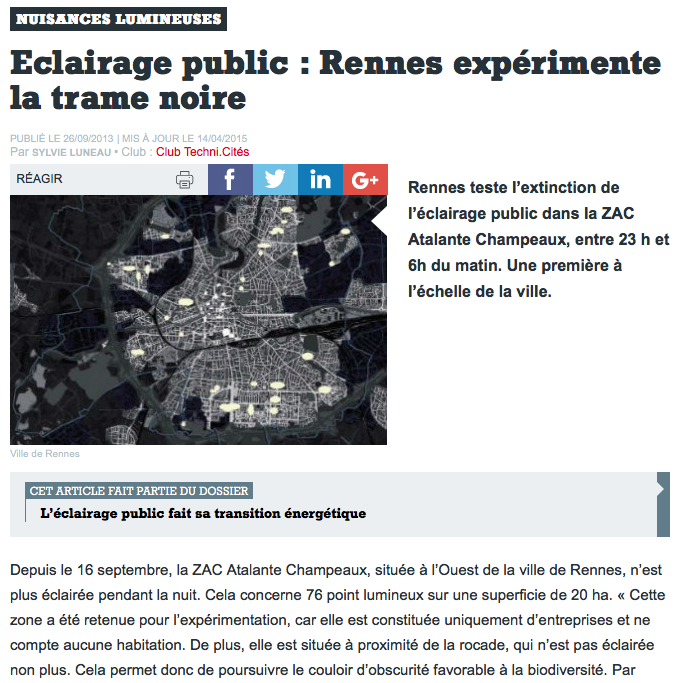 NUISANCES LUMINEUSES
Eclairage public : Rennes expérimente
la trame noire
PUBLIÉ LE 26/09/2013 | MIS À JOUR LE 14/04/2015
Par SYLVIE LUNEAU • Club : Club Techni.Cités
RÉAGIR
f
in
G+
Rennes teste l’extinction de
l’éclairage public dans la ZAC
Atalante Champeaux, entre 23 h et
6h du matin. Une première à
l’échelle de la ville.
Ville de Rennes
CET ARTICLE FAIT PARTIE DU DOSSIER
L’éclairage public fait sa transition énergétique
Depuis le 16 septembre, la ZAC Atalante Champeaux, située à l’Ouest de la ville de Rennes, n’est
plus éclairée pendant la nuit. Cela concerne 76 point lumineux sur une superficie de 20 ha. « Cette
zone a été retenue pour l’expérimentation, car elle est constituée uniquement d’entreprises et ne
compte aucune habitation. De plus, elle est située à proximité de la rocade, qui n’est pas éclairée
non plus. Cela permet donc de poursuivre le couloir d’obscurité favorable à la biodiversité. Par